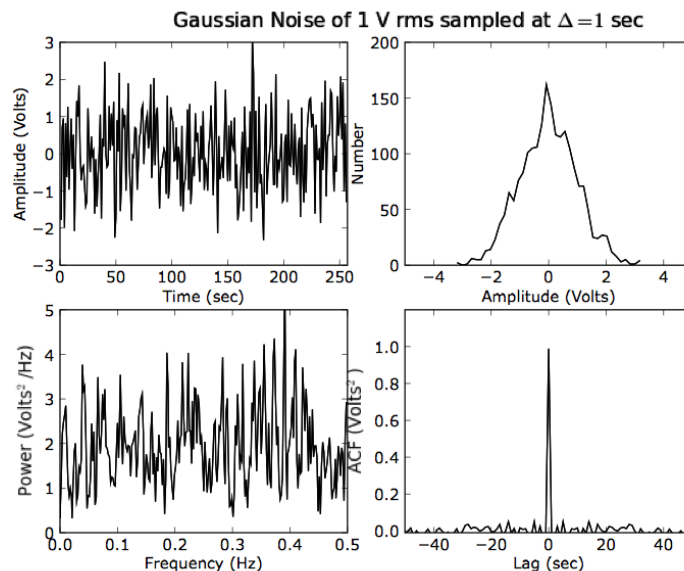 Gaussian Noise of 1 V rms sampled at Δ=1 sec
Amplitude (Volts)
3
2
1
0
−1
−2
−3
0 50 100 150 200 250
Time (sec)
Number
200
150
100
50
0
−4 −2 0 2 4
Amplitude (Volts)
Power (Volts² /Hz)
5
4
3
2
1
0
0.0 0.1 0.2 0.3 0.4 0.5
Frequency (Hz)
ACF (Volts² )
1.0
0.8
0.6
0.4
0.2
0.0
−40 −20 0 20 40
Lag (sec)